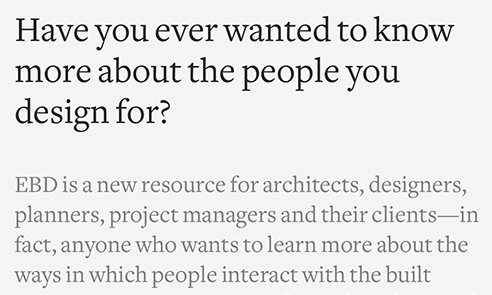 Have you ever wanted to know
more about the people you
design for?
EBD is a new resource for architects, designers,
planners, project managers and their clients—in
fact, anyone who wants to learn more about the
ways in which people interact with the built